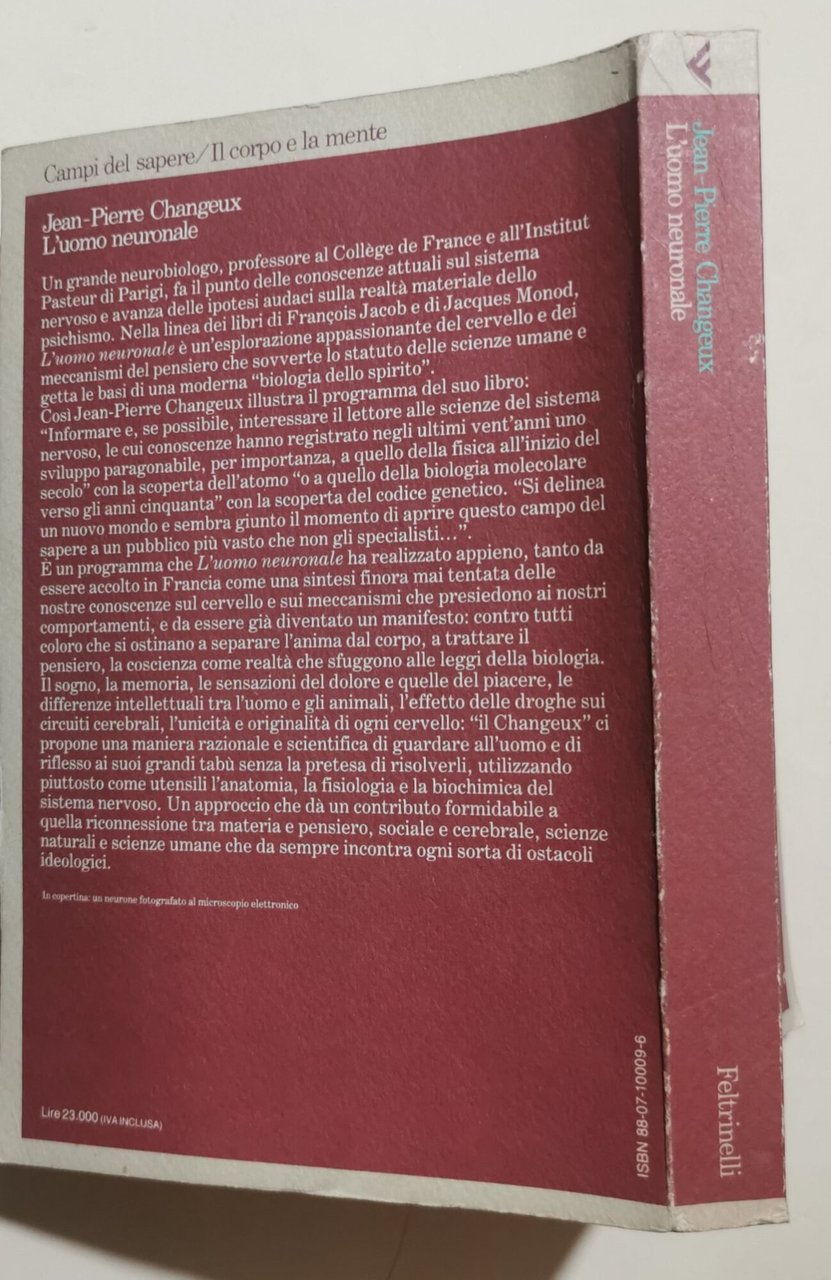 Campi del sapere/Il corpo e la mente
Jean-Pierre Changeux
L'uomo neuronale
Un grande neurobiologo, professore al Collège de France e all'Institut
Pasteur di Parigi, fa il punto delle conoscenze attuali sul sistema
nervoso e avanza delle ipotesi audaci sulla realtà materiale dello
psichismo. Nella linea dei libri di François Jacob e di Jacques Monod,
L'uomo neuronale è un'esplorazione appassionante del cervello e dei
meccanismi del pensiero che sovverte lo statuto delle scienze umane e
getta le basi di una moderna “biologia dello spirito”.
Così Jean-Pierre Changeux illustra il programma del suo libro:
“Informare e, se possibile, interessare il lettore alle scienze del sistema
nervoso, le cui conoscenze hanno registrato negli ultimi vent'anni uno
sviluppo paragonabile, per importanza, a quello della fisica all'inizio del
secolo” con la scoperta dell'atomo “o a quello della biologia molecolare
verso gli anni cinquanta” con la scoperta del codice genetico. “Si delinea
un nuovo mondo e sembra giunto il momento di aprire questo campo del
sapere a un pubblico più vasto che non gli specialisti...”.
È un programma che L'uomo neuronale ha realizzato appieno, tanto da
essere accolto in Francia come una sintesi finora mai tentata delle
nostre conoscenze sul cervello e sui meccanismi che presiedono ai nostri
comportamenti, e da essere già diventato un manifesto: contro tutti
coloro che si ostinano a separare l'anima dal corpo, a trattare il
pensiero, la coscienza come realtà che sfuggono alle leggi della biologia.
Il sogno, la memoria, le sensazioni del dolore e quelle del piacere, le
differenze intellettuali tra l'uomo e gli animali, l'effetto delle droghe sui
circuiti cerebrali, l'unicità e originalità di ogni cervello: “il Changeux” ci
propone una maniera razionale e scientifica di guardare all'uomo e di
riflesso ai suoi grandi tabù senza la pretesa di risolverli, utilizzando
piuttosto come utensili l'anatomia, la fisiologia e la biochimica del
sistema nervoso. Un approccio che dà un contributo formidabile a
quella riconnessione tra materia e pensiero, sociale e cerebrale, scienze
naturali e scienze umane che da sempre incontra ogni sorta di ostacoli
ideologici.
In copertina: un neurone fotografato al microscopio elettronico
Lire 23.000 (IVA INCLUSA)
ISBN 88-07-10009-6
Jean-Pierre Changeux
L'uomo neuronale
Feltrinelli